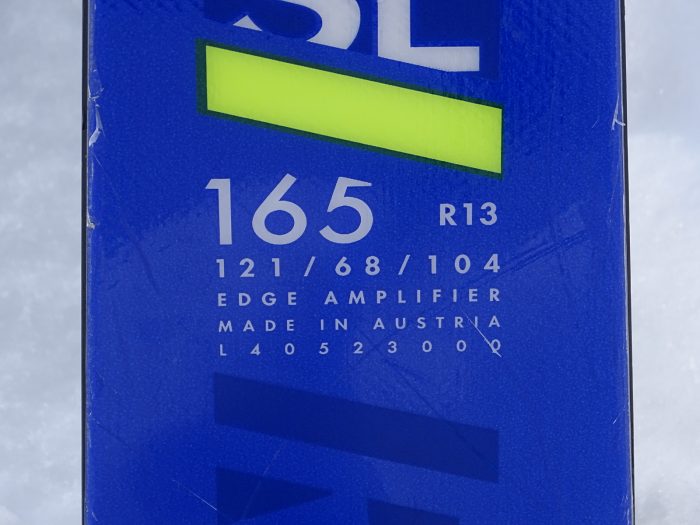 SL
165 R13
121/68/104
EDGE AMPLIFIER
MADE IN AUSTRIA
L40523000